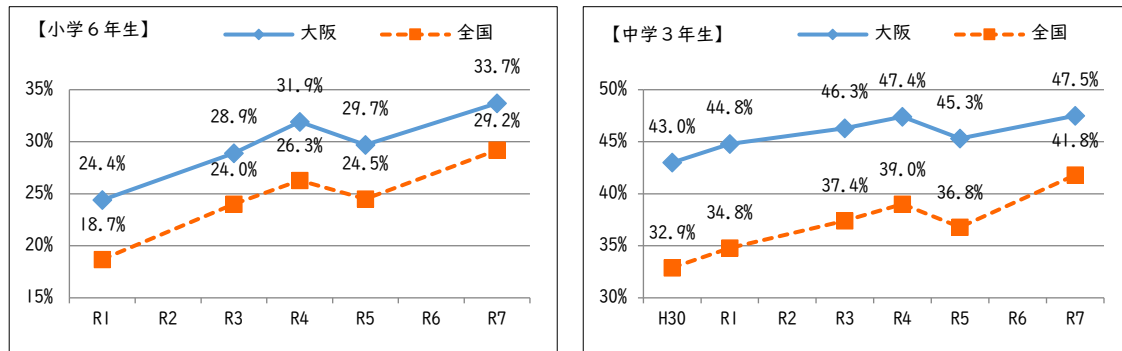 【小学6年生】 大阪 全国
33.7%
31.9%
35%
28.9% 29.7% 29.2%
30%
26.3%
24.4% 24.0% 24.5%
25%
18.7%
20%
15%
R1 R2 R3 R4 R5 R6 R7
【中学3年生】 大阪 全国
50% 46.3% 47.4% 45.3% 47.5%
44.8%
43.0%
45% 41.8%
39.0%
40%
37.4% 36.8%
34.8%
32.9%
35%
30%
H30 R1 R2 R3 R4 R5 R6 R7